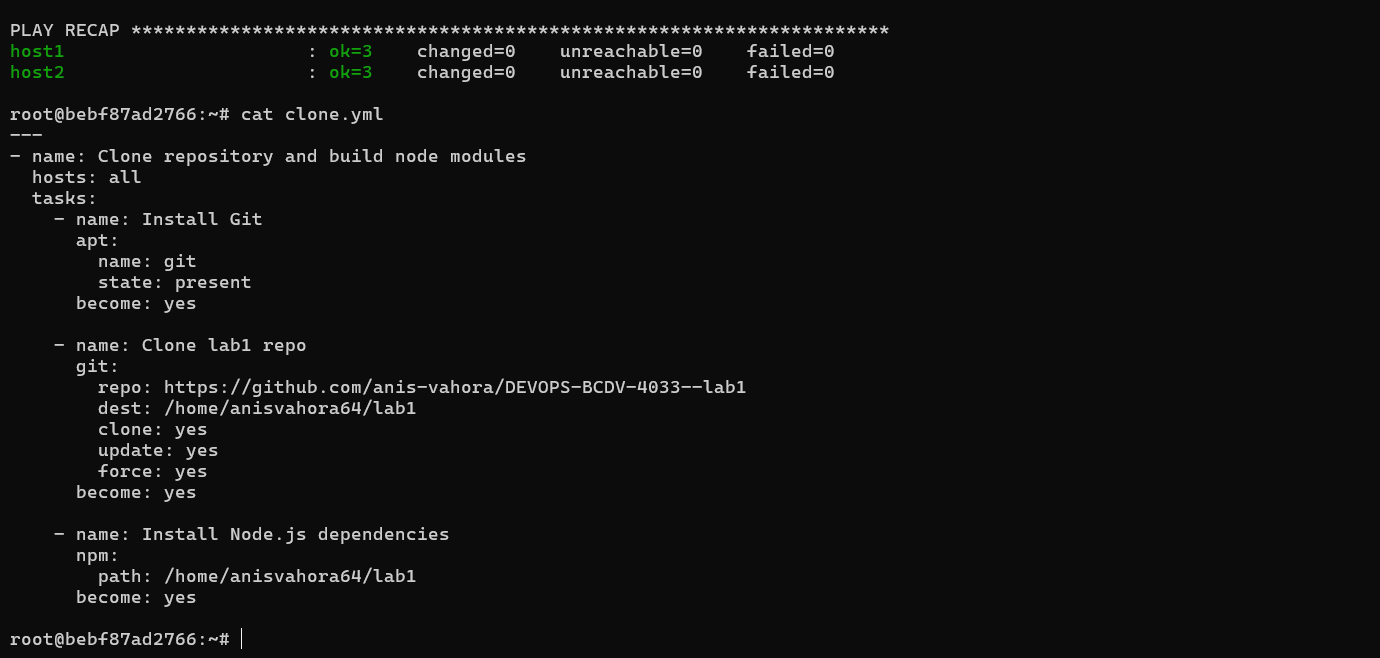 PLAY RECAP *********************************************************************
host1                      : ok=3    changed=0    unreachable=0    failed=0
host2                      : ok=3    changed=0    unreachable=0    failed=0
root@bebf87ad2766:~# cat clone.yml
---
- name: Clone repository and build node modules
  hosts: all
  tasks:
    - name: Install Git
      apt:
        name: git
        state: present
      become: yes
    - name: Clone lab1 repo
      git:
        repo: https://github.com/anis-vahora/DEVOPS-BCDV-4033--lab1
        dest: /home/anisvahora64/lab1
        clone: yes
        update: yes
        force: yes
      become: yes
    - name: Install Node.js dependencies
      npm:
        path: /home/anisvahora64/lab1
      become: yes
root@bebf87ad2766:~#